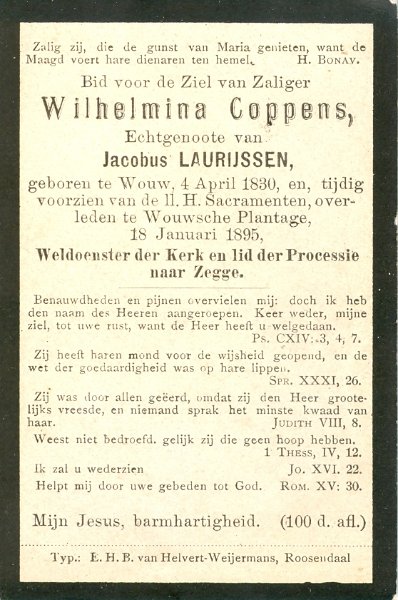 Zalig zij, die de gunst van Maria genieten, want de
Maagd voert hare dienaren ten hemel. H. BONAV.
Bid voor de Ziel van Zaliger
Wilhelmina Coppens,
Echtgenoote van
Jacobus LAURIJSSEN,
geboren te Wouw, 4 April 1830, en, tijdig
voorzien van de H. H. Sacramenten, over-
leden te Wouwsche Plantage,
18 Januari 1895,
Weldoenster der Kerk en lid der Processie
naar Zegge.
Benauwdheden en pijnen overvielen mij: doch ik heb
den naam des Heeren aangeroepen. Keer weder, mijne
ziel, tot uwe rust, want de Heer heeft u welgedaan.
Ps. CXIV: 3, 4, 7.
Zij heeft haren mond voor de wijsheid geopend, en de
wet der goedaardigheid was op hare lippen.
SPR. XXXI, 26.
Zij was door allen geëerd, omdat zij den Heer groote-
lijks vreesde, en niemand sprak het minste kwaad van
haar. JUDITH VIII, 8.
Weest niet bedroefd. gelijk zij die geen hoop hebben.
1 THESS, IV, 12.
Ik zal u wederzien Jo. XVI. 22.
Helpt mij door uwe gebeden tot God. ROM. XV: 30.
Mijn Jesus, barmhartigheid. (100 d. afl.)
Typ.: L. H. B. van Helvert-Weijermans, Roosendaal